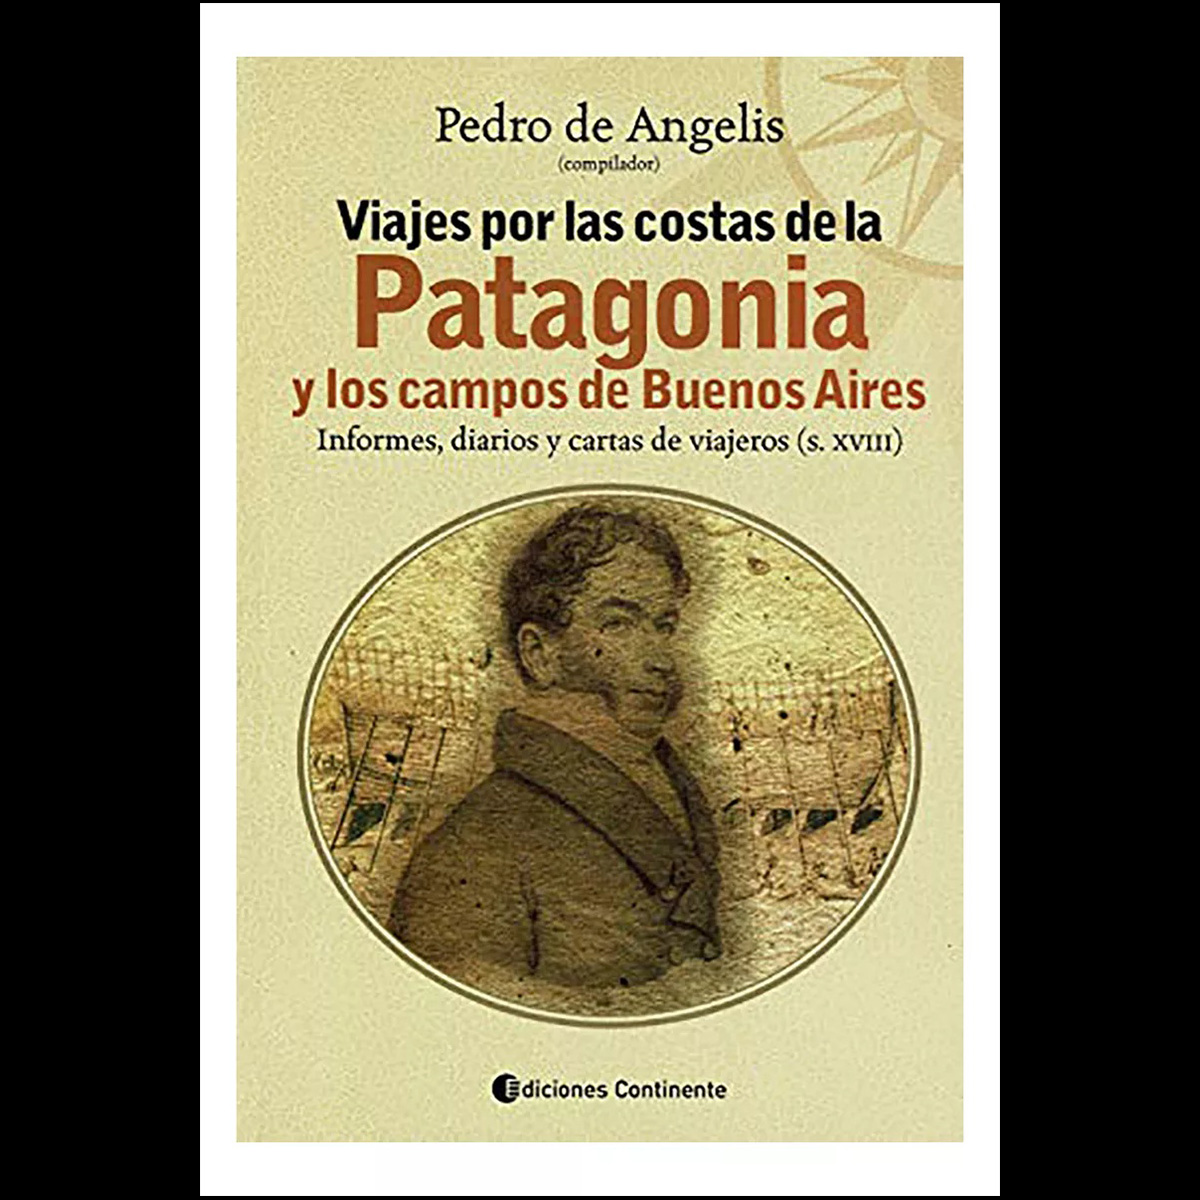 Pedro de Angelis
(compilador)
Viajes por las costas de la
Patagonia
y los campos de Buenos Aires
Informes, diarios y cartas de viajeros (s. XVIII)
Ediciones Continente